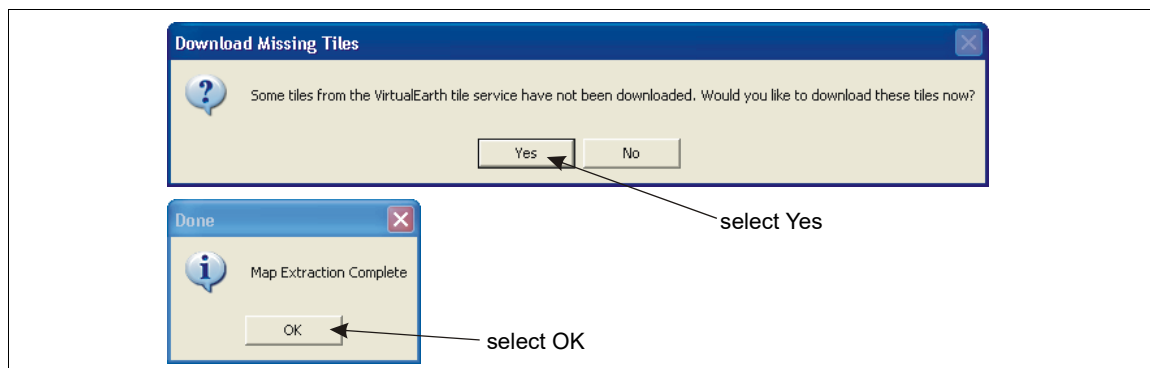 Download Missing Tiles
Some tiles from the VirtualEarth tile service have not been downloaded. Would you like to download these tiles now?
Yes No
select Yes
Done
Map Extraction Complete
OK
select OK